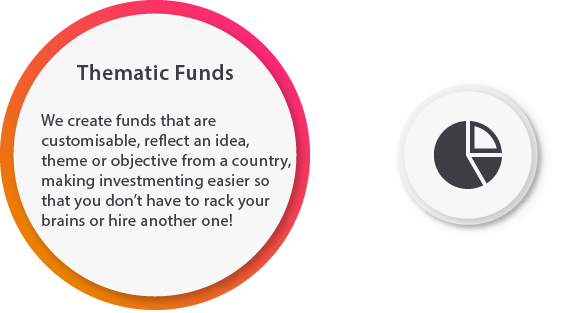 Thematic Funds
We create funds that are
customisable, reflect an idea,
theme or objective from a country,
making investmenting easier so
that you don’t have to rack your
brains or hire another one!